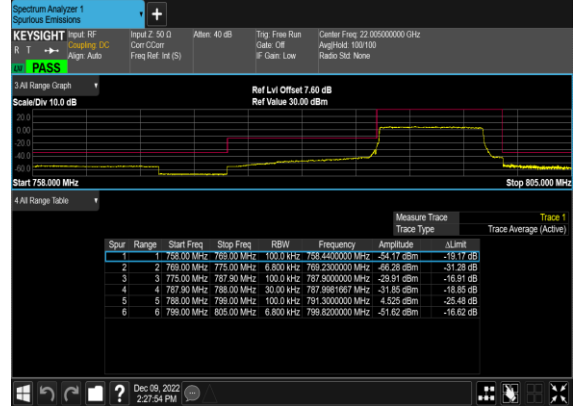 Spectrum Analyzer 1
Spurious Emissions
+
KEYSIGHT Input: RF Input Z: 50 Ω Atten: 40 dB Trig: Free Run Center Freq: 22.005000000 GHz
R T Coupling: DC Corr CCorr Gate: Off Avg|Hold: 100/100
Align: Auto Freq Ref: Int (S) IF Gain: Low Radio Std: None
PASS
3 All Range Graph
Ref Lvl Offset 7.60 dB
Scale/Div 10.0 dB Ref Value 30.00 dBm
20.0
0.00
-20.0
-40.0
-60.0
Start 758.000 MHz Stop 805.000 MHz
4 All Range Table
Measure Trace Trace 1
Trace Type Trace Average (Active)
Spur Range Start Freq Stop Freq RBW Frequency Amplitude ΔLimit
1 1 758.00 MHz 769.00 MHz 100.0 kHz 758.4400000 MHz -54.17 dBm -19.17 dB
2 2 769.00 MHz 775.00 MHz 6.800 kHz 769.2300000 MHz -66.28 dBm -31.28 dB
3 3 775.00 MHz 787.90 MHz 100.0 kHz 787.9000000 MHz -29.91 dBm -16.91 dB
4 4 787.90 MHz 788.00 MHz 30.00 kHz 787.9981667 MHz -31.85 dBm -18.85 dB
5 5 788.00 MHz 799.00 MHz 100.0 kHz 791.3000000 MHz 4.525 dBm -25.48 dB
6 6 799.00 MHz 805.00 MHz 6.800 kHz 799.8200000 MHz -51.62 dBm -16.62 dB
? Dec 09, 2022
2:27:54 PM